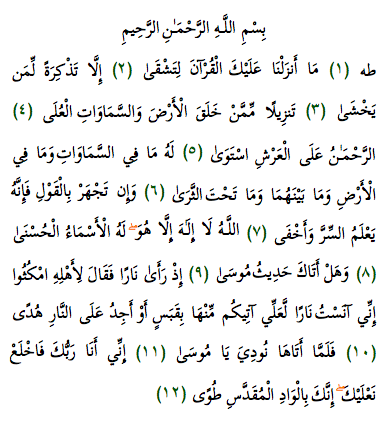 بِسْمِ اللَّـهِ الرَّحْمَـٰنِ الرَّحِيمِ
طه ﴿١﴾ مَا أَنزَلْنَا عَلَيْكَ الْقُرْآنَ لِتَشْقَىٰ ﴿٢﴾ إِلَّا تَذْكِرَةً لِّمَن
يَخْشَىٰ ﴿٣﴾ تَنزِيلًا مِّمَّنْ خَلَقَ الْأَرْضَ وَالسَّمَاوَاتِ الْعُلَى ﴿٤﴾
الرَّحْمَـٰنُ عَلَى الْعَرْشِ اسْتَوَىٰ ﴿٥﴾ لَهُ مَا فِي السَّمَاوَاتِ وَمَا فِي
الْأَرْضِ وَمَا بَيْنَهُمَا وَمَا تَحْتَ الثَّرَىٰ ﴿٦﴾ وَإِن تَجْهَرْ بِالْقَوْلِ فَإِنَّهُ
يَعْلَمُ السِّرَّ وَأَخْفَى ﴿٧﴾ اللَّـهُ لَا إِلَـٰهَ إِلَّا هُوَ ۖ لَهُ الْأَسْمَاءُ الْحُسْنَىٰ
﴿٨﴾ وَهَلْ أَتَاكَ حَدِيثُ مُوسَىٰ ﴿٩﴾ إِذْ رَأَىٰ نَارًا فَقَالَ لِأَهْلِهِ امْكُثُوا
إِنِّي آنَسْتُ نَارًا لَّعَلِّي آتِيكُم مِّنْهَا بِقَبَسٍ أَوْ أَجِدُ عَلَى النَّارِ هُدًى
﴿١٠﴾ فَلَمَّا أَتَاهَا نُودِيَ يَا مُوسَىٰ ﴿١١﴾ إِنِّي أَنَا رَبُّكَ فَاخْلَعْ
نَعْلَيْكَ ۖ إِنَّكَ بِالْوَادِ الْمُقَدَّسِ طُوًى ﴿١٢﴾